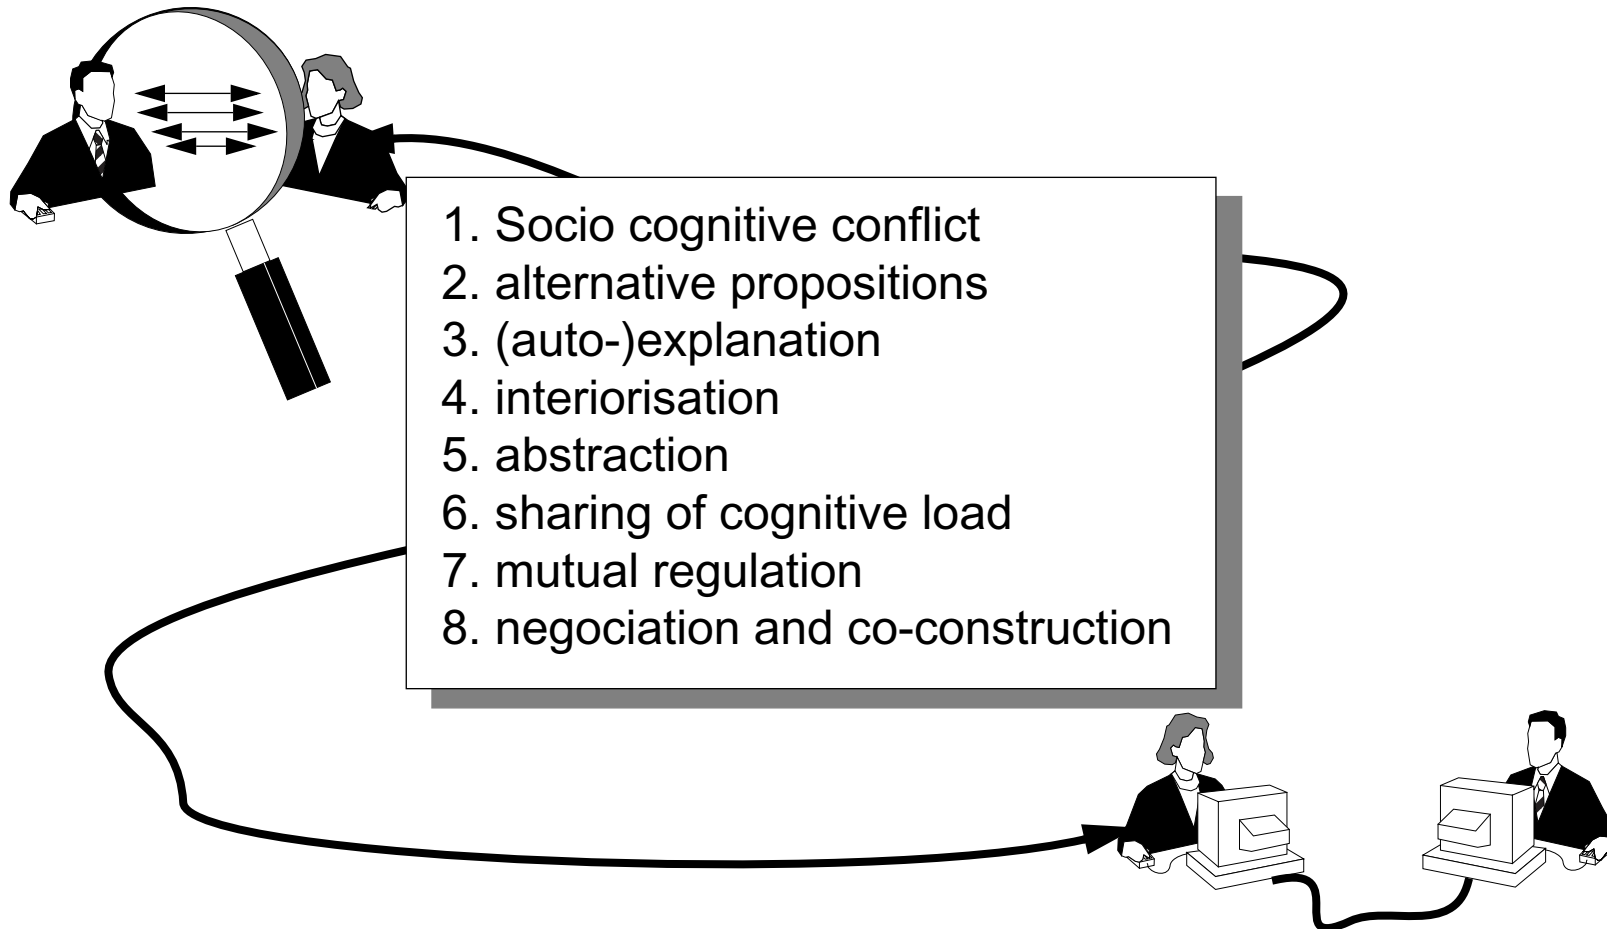 1. Socio cognitive conflict
2. alternative propositions
3. (auto-)explanation
4. interiorisation
5. abstraction
6. sharing of cognitive load
7. mutual regulation
8. negociation and co-construction